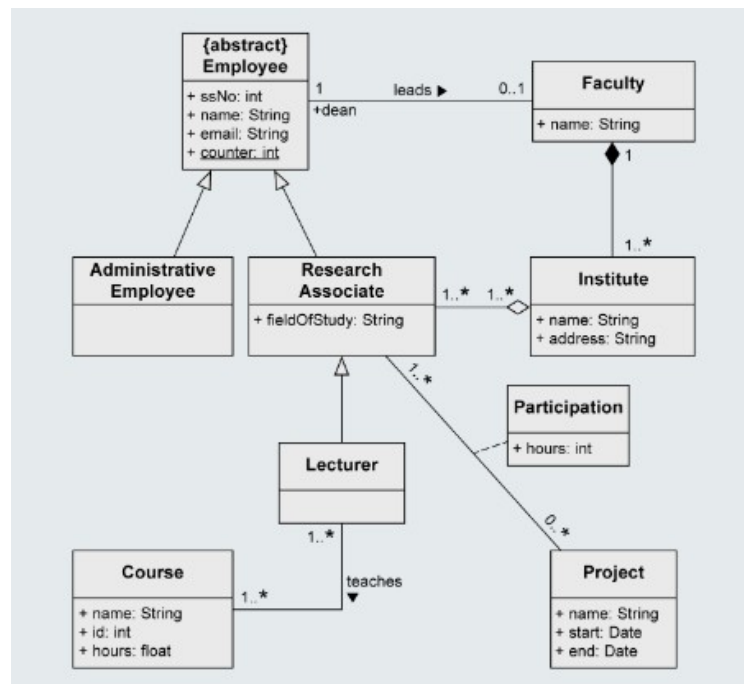 {abstract}
Employee
+ ssNo: int
+ name: String
+ email: String
+ counter: int
1
+dean
leads ▶
0..1
Faculty
+ name: String
1
1..*
Administrative
Employee
Research
Associate
+ fieldOfStudy: String
1..*
1..*
Institute
+ name: String
+ address: String
1..*
Participation
+ hours: int
Lecturer
1..*
0..*
Course
+ name: String
+ id: int
+ hours: float
1..*
teaches
▼
Project
+ name: String
+ start: Date
+ end: Date